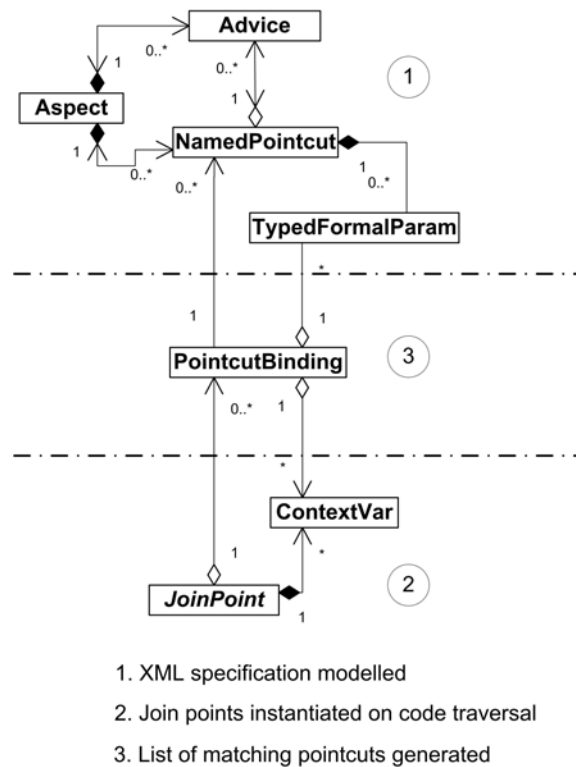 Advice
0..*
1
0..*
1
Aspect
1
1
0..*
NamedPointcut
1
0..*
0..*
TypedFormalParam
*
1
1
PointcutBinding
3
0..*
1
*
ContextVar
1
*
JoinPoint
1
2
1. XML specification modelled
2. Join points instantiated on code traversal
3. List of matching pointcuts generated